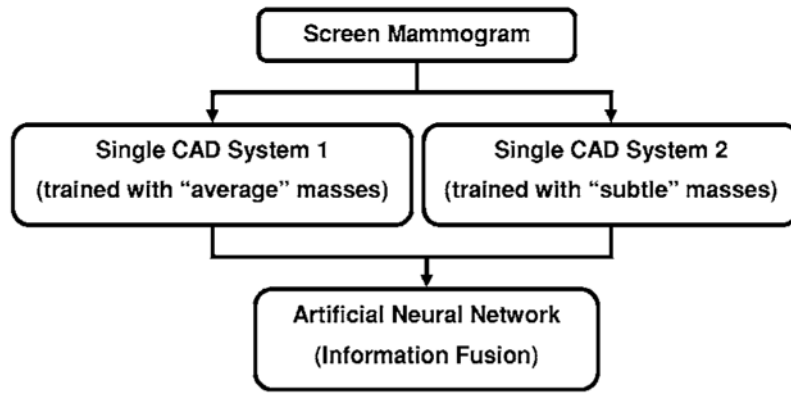 Screen Mammogram
Single CAD System 1
(trained with “average” masses)
Single CAD System 2
(trained with “subtle” masses)
Artificial Neural Network
(Information Fusion)